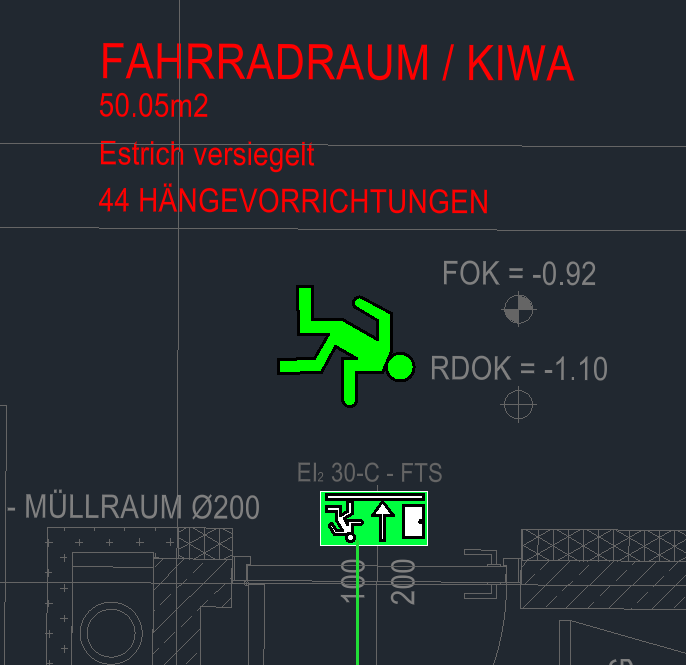 FAHRRADRAUM / KIWA
50.05m2
Estrich versiegelt
44 HÄNGEVORRICHTUNGEN
FOK = -0.92
RDOK = -1.10
EI₂ 30-C - FTS
- MÜLLRAUM Ø200
100
200